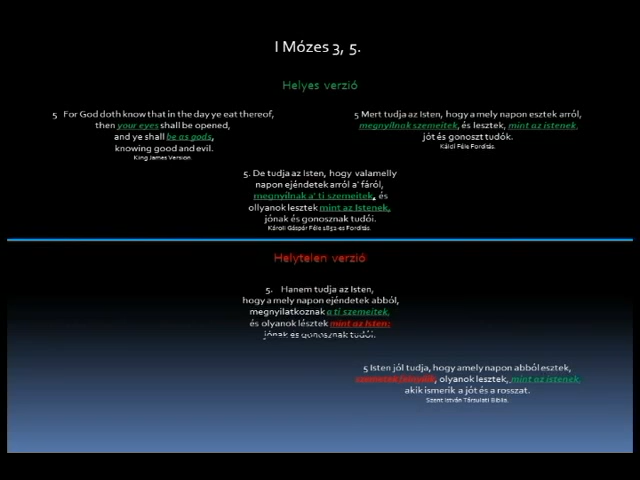 I Mózes 3, 5.
Helyes verzió
5 For God doth know that in the day ye eat thereof,
then your eyes shall be opened,
and ye shall be as gods,
knowing good and evil.
King James Version.
5 Mert tudja az Isten, hogy a mely napon esztek arról,
megnyílnak szemeitek, és lesztek, mint az istenek,
jót és gonoszt tudók.
Károli Féle Fordítás.
5. De tudja az Isten, hogy valamelly
napon ejéndetek arról a' fáról,
megnyílnak a' ti szemeitek, és
ollyanok lesztek mint az Istenek,
jónak és gonosznak tudói.
Károli Gáspár Féle 1851-es Fordítás.
Helytelen verzió
5. Hanem tudja az Isten,
hogy a mely napon ejéndetek abból,
megnyilatkoznak a ti szemeitek,
és olyanok lésztek mint az Isten:
jónak és gonosznak tudói.
5 Isten jól tudja, hogy amely napon abból esztek,
olyanok lesztek, mint az istenek,
akik ismerik a jót és a rosszat.
Szent István Társulati Biblia.